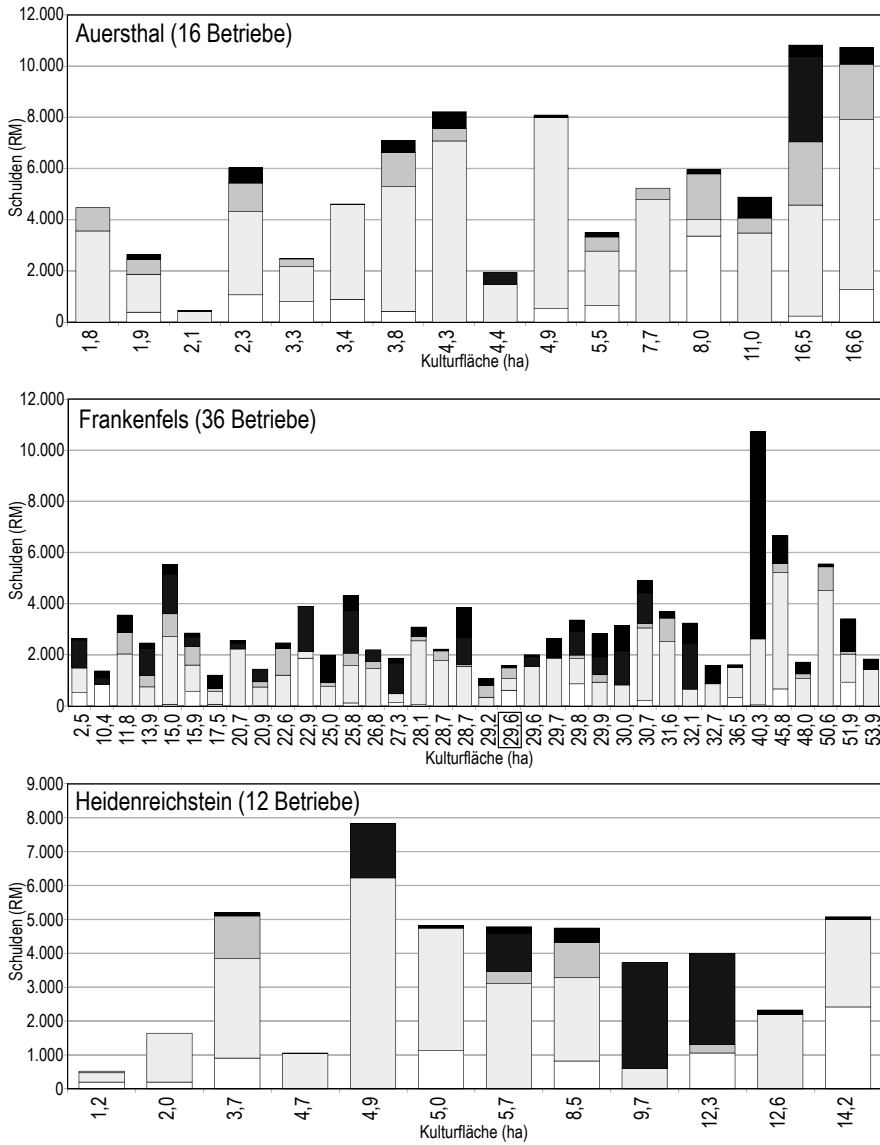 Auersthal (16 Betriebe)
Schulden (RM)
12.000
10.000
8.000
6.000
4.000
2.000
0
1,8 1,9 2,1 2,3 3,3 3,4 3,8 4,3 4,4 4,9 5,5 7,7 8,0 11,0 16,5 16,6
Kulturfläche (ha)
Frankenfels (36 Betriebe)
Schulden (RM)
12.000
10.000
8.000
6.000
4.000
2.000
0
2,5 10,4 11,8 13,9 15,0 15,9 17,5 20,7 20,9 22,6 22,9 25,0 25,8 26,8 27,3 28,1 28,7 28,7 29,2 29,6 29,6 29,7 29,8 29,9 30,0 30,7 31,6 32,1 32,7 36,5 40,3 45,8 48,0 50,6 51,9 53,9
Kulturfläche (ha)
Heidenreichstein (12 Betriebe)
Schulden (RM)
9.000
8.000
7.000
6.000
5.000
4.000
3.000
2.000
1.000
0
1,2 2,0 3,7 4,7 4,9 5,0 5,7 8,5 9,7 12,3 12,6 14,2
Kulturfläche (ha)